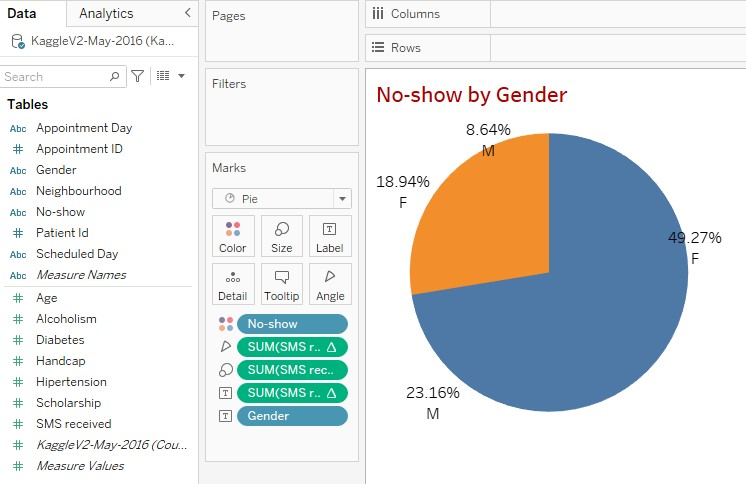 Data
Analytics
KaggleV2-May-2016 (Ka...
Search
Tables
Abc Appointment Day
# Appointment ID
Abc Gender
Abc Neighbourhood
Abc No-show
# Patient Id
Abc Scheduled Day
Abc Measure Names
# Age
# Alcoholism
# Diabetes
# Handcap
# Hipertension
# Scholarship
# SMS received
# KaggleV2-May-2016 (Cou...
# Measure Values
Pages
Filters
Marks
Pie
Color
Size
T
Label
Detail
Tooltip
Angle
No-show
SUM(SMS r.. Δ
SUM(SMS rec..
T SUM(SMS r.. Δ
T Gender
Columns
Rows
No-show by Gender
8.64%
M
18.94%
F
49.27%
F
23.16%
M